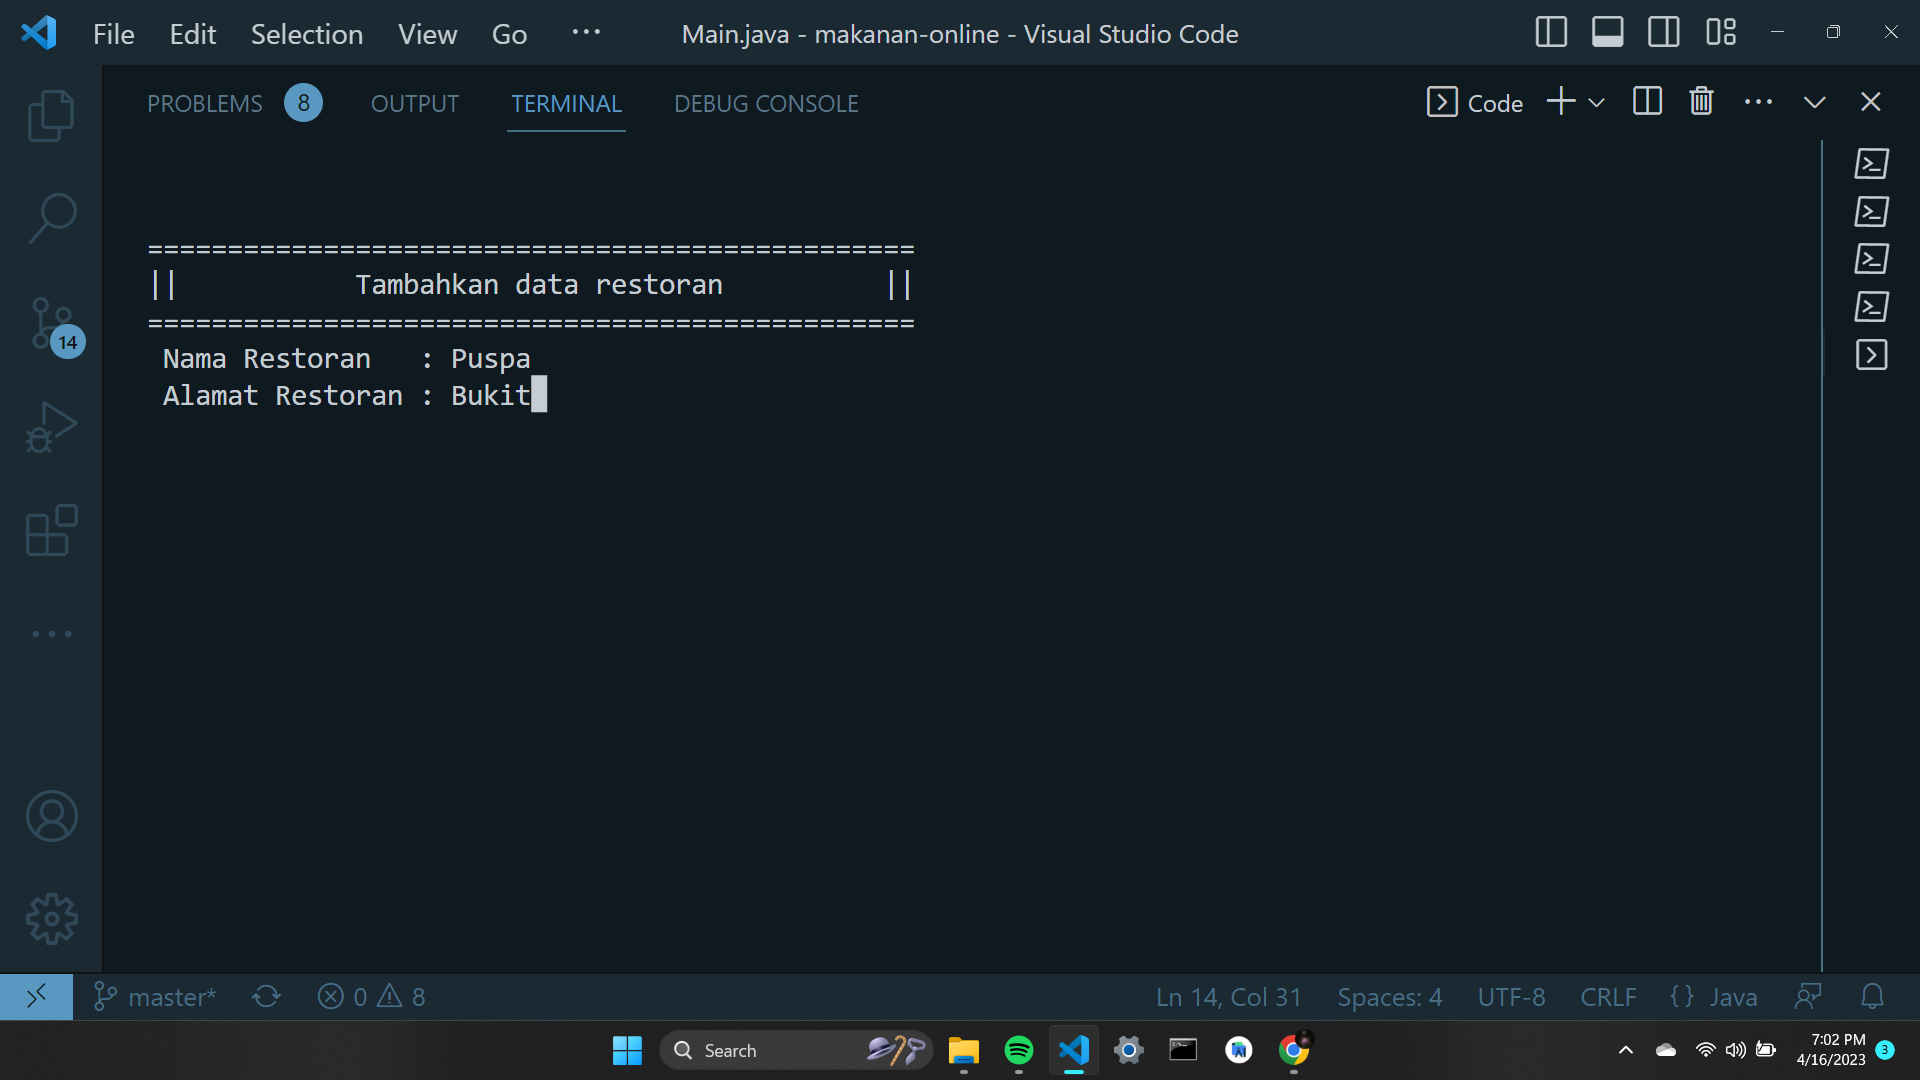 File Edit Selection View Go ··· Main.java - makanan-online - Visual Studio Code
PROBLEMS 8 OUTPUT TERMINAL DEBUG CONSOLE Code
================================================
|| Tambahkan data restoran ||
================================================
Nama Restoran : Puspa
Alamat Restoran : Bukit
14
master* 0 8 Ln 14, Col 31 Spaces: 4 UTF-8 CRLF {} Java
Search 7:02 PM
4/16/2023 3